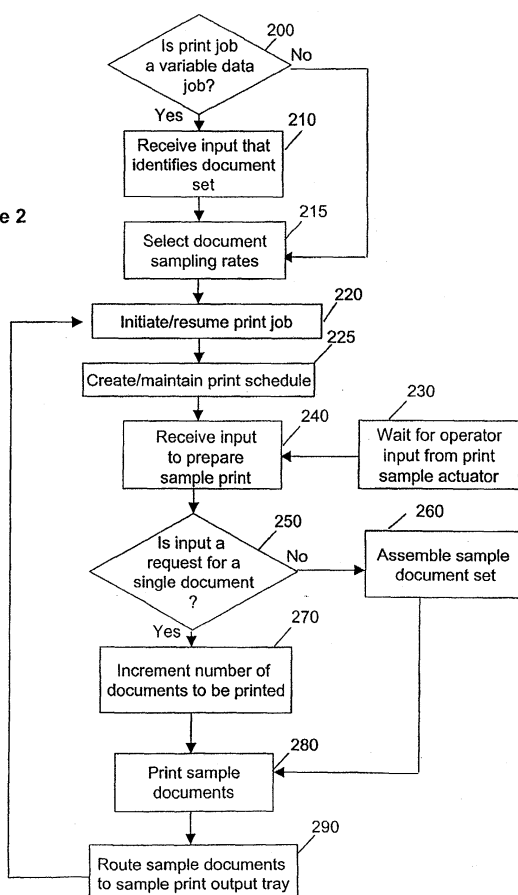 200
Is print job
a variable data
job?
No
Yes
210
Receive input that
identifies document
set
e 2
215
Select document
sampling rates
220
Initiate/resume print job
225
Create/maintain print schedule
230
240
Receive input
to prepare
sample print
Wait for operator
input from print
sample actuator
250
260
Is input a
request for a
single document
?
No
Assemble sample
document set
Yes
270
Increment number of
documents to be printed
280
Print sample
documents
290
Route sample documents
to sample print output tray